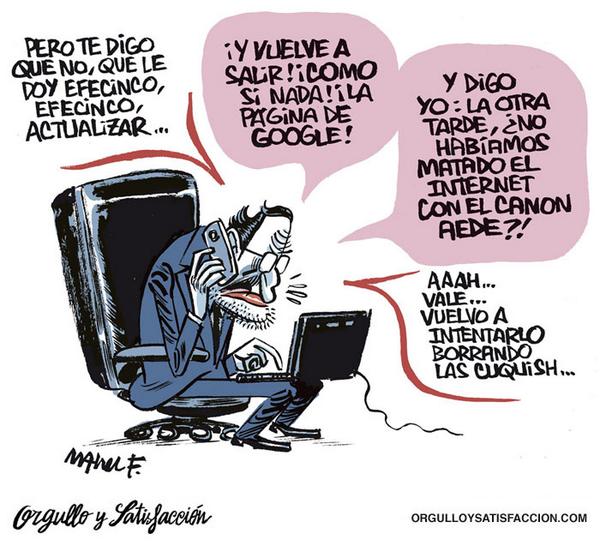 PERO TE DIGO
QUE NO, QUE LE
DOY EFECINCO,
EFECINCO,
ACTUALIZAR...
¡Y VUELVE A
SALIR! ¡¡COMO
SI NADA!! ¡LA
PÁGINA DE
GOOGLE!
Y DIGO
YO: LA OTRA
TARDE, ¿NO
HABÍAMOS
MATADO EL
INTERNET
CON EL CANON
AEDE?!
AAAH...
VALE...
VUELVO A
INTENTARLO
BORRANDO
LAS CUQUISH...
MANEL F.
Orgullo y Satisfacción
ORGULLOYSATISFACCION.COM